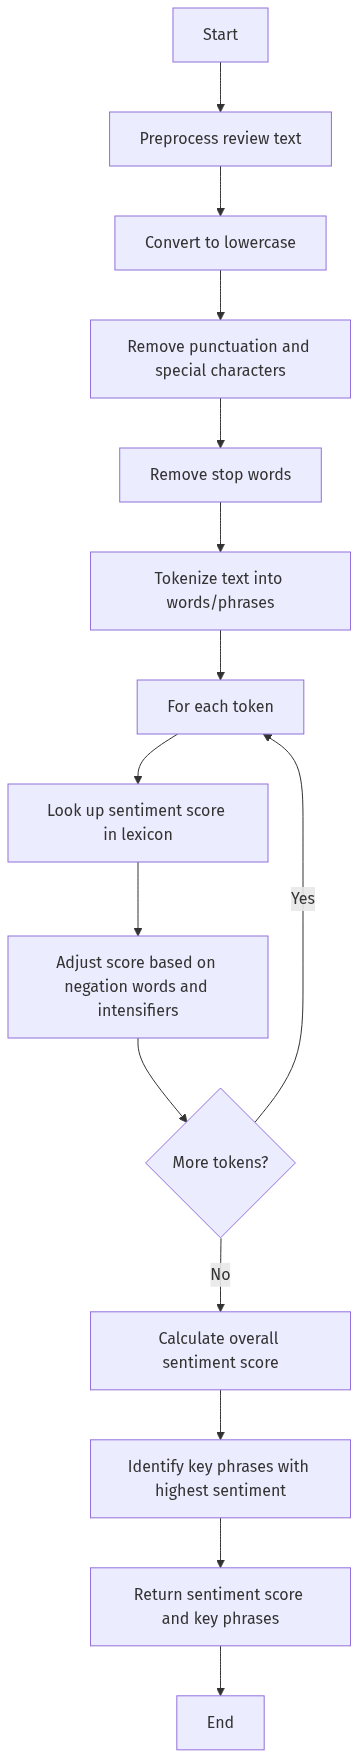 Start
Preprocess review text
Convert to lowercase
Remove punctuation and
special characters
Remove stop words
Tokenize text into
words/phrases
For each token
Look up sentiment score
in lexicon
Yes
Adjust score based on
negation words and
intensifiers
More tokens?
No
Calculate overall
sentiment score
Identify key phrases with
highest sentiment
Return sentiment score
and key phrases
End